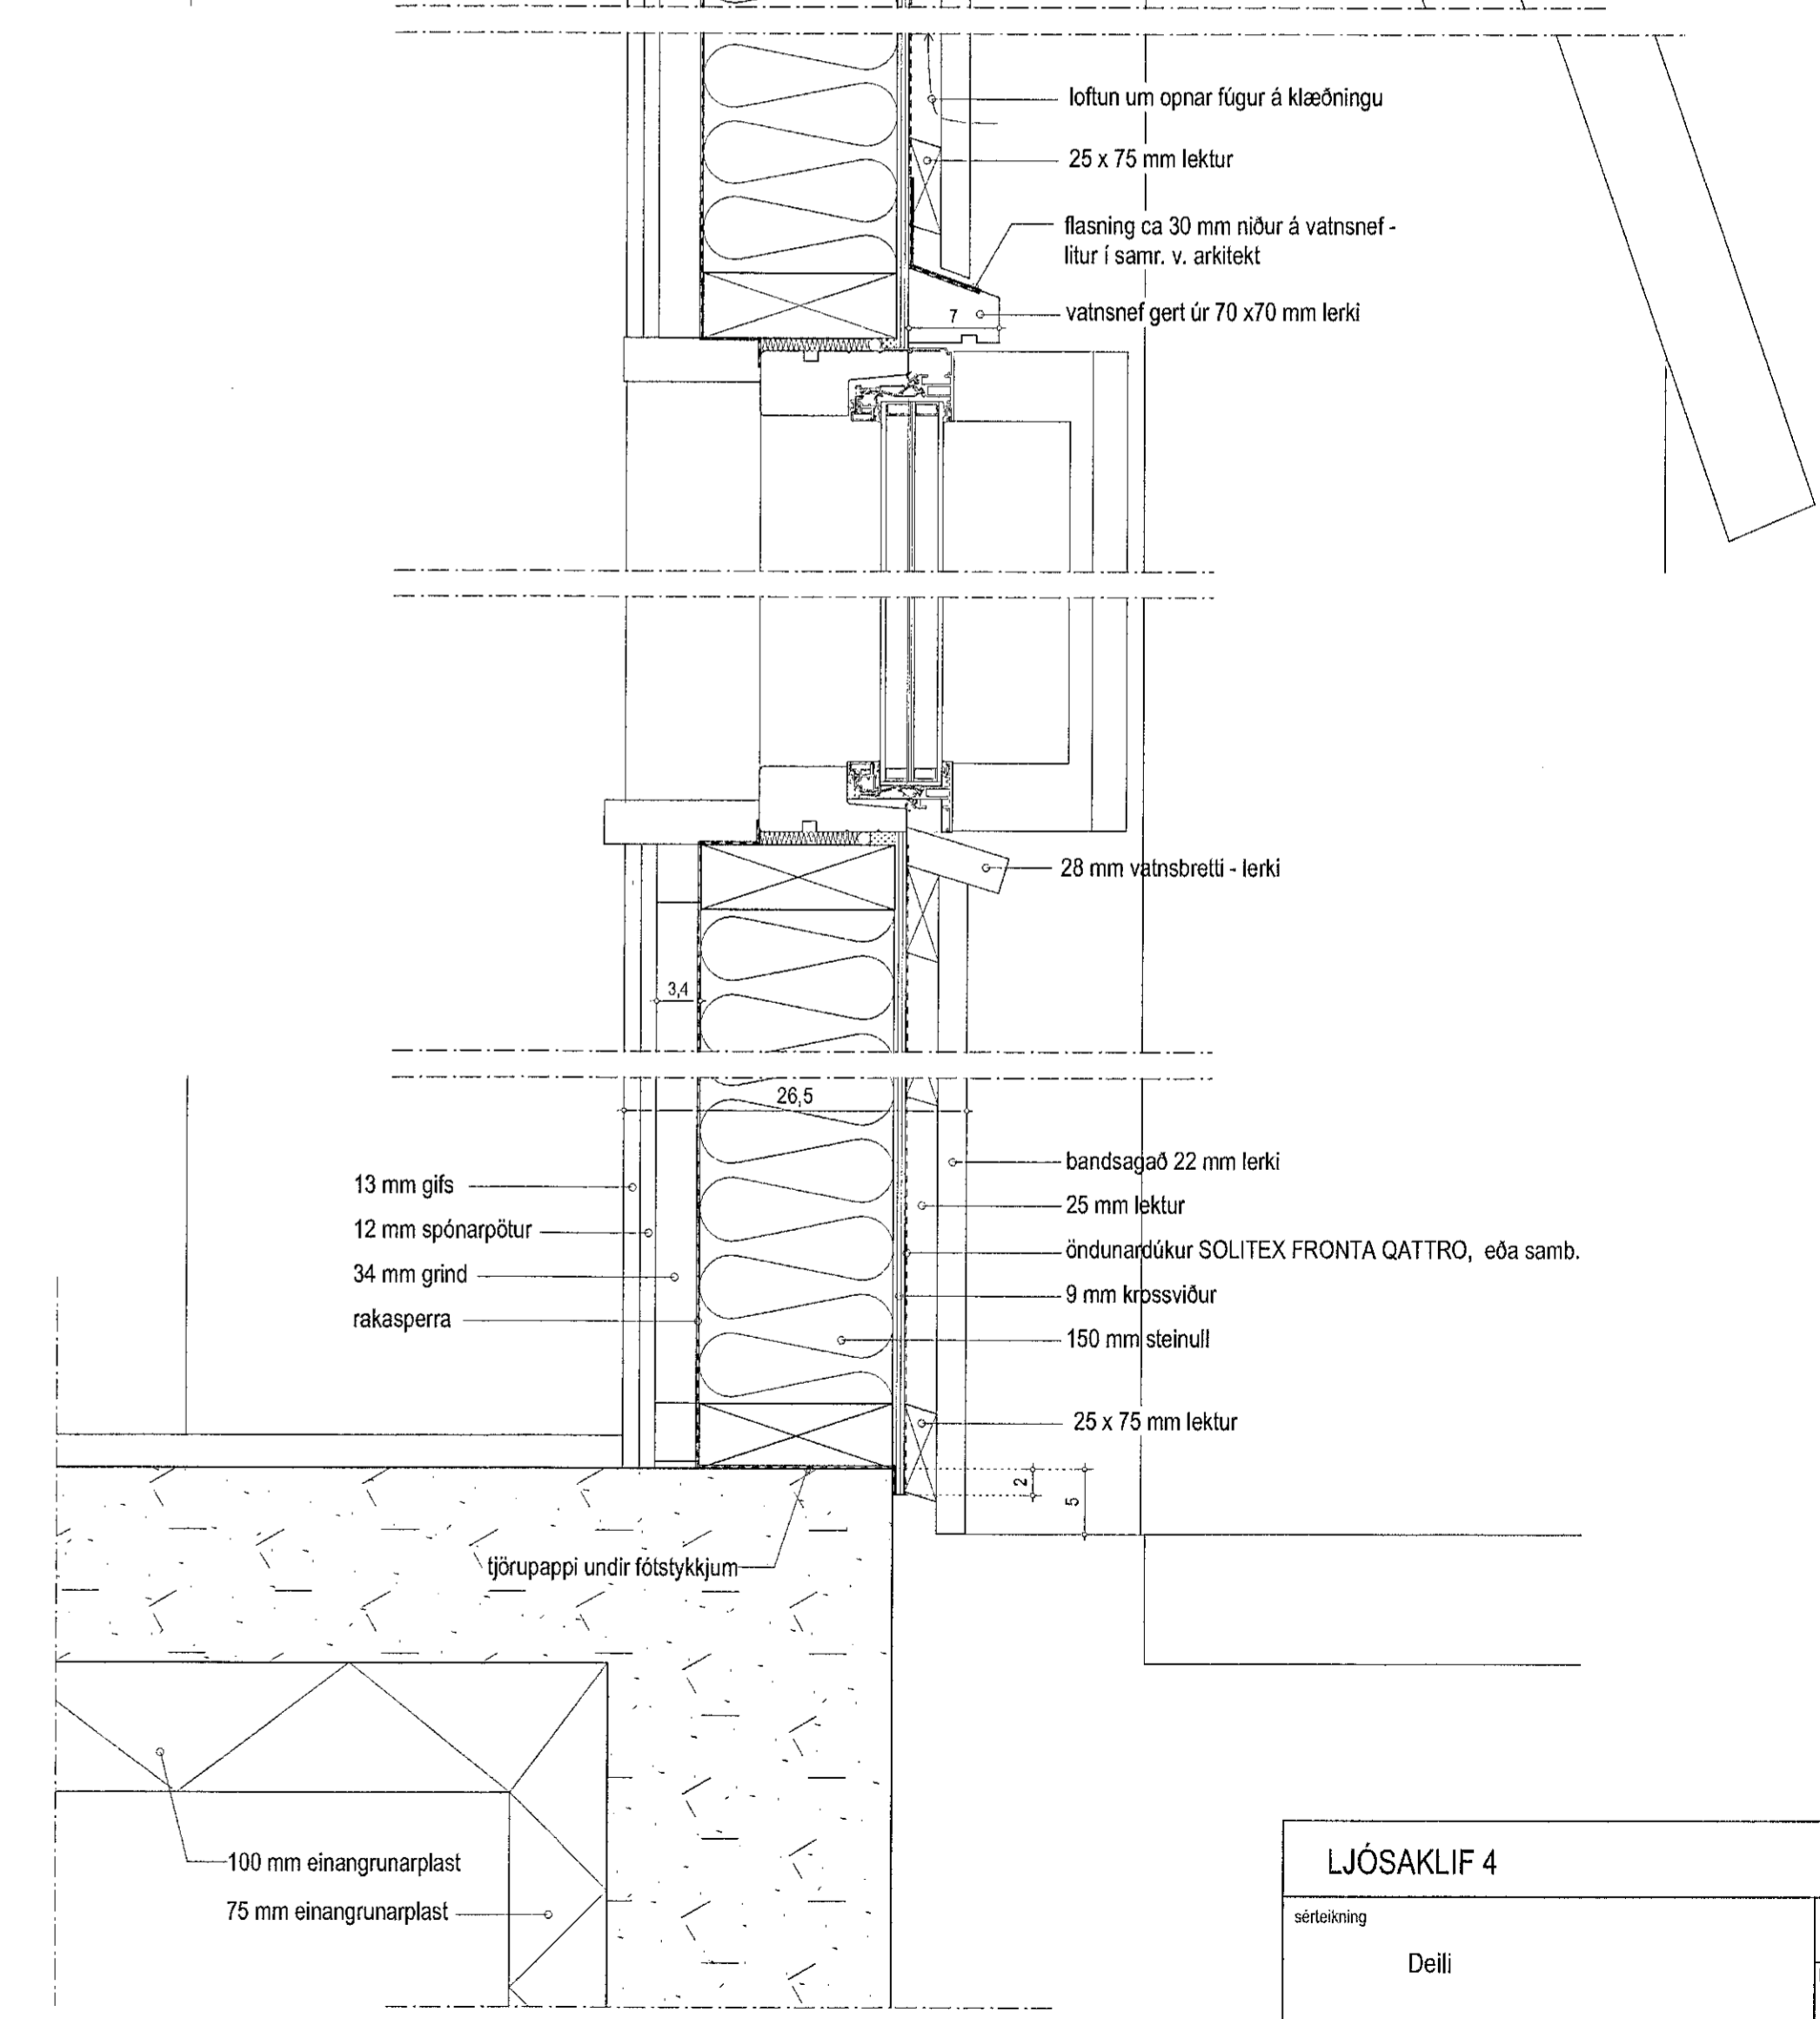 loftun um opnar fúgur á klæðningu
25 x 75 mm lektur
flasning ca 30 mm niður á vatnsnef -
litur í samr. v. arkitekt
vatnsnef gert úr 70 x70 mm lerki
7
28 mm vatnsbretti - lerki
3,4
26,5
13 mm gifs
12 mm spónarpötur
34 mm grind
rakasperra
bandsagað 22 mm lerki
25 mm lektur
öndunardúkur SOLITEX FRONTA QATTRO, eða samb.
9 mm krossviður
150 mm steinull
25 x 75 mm lektur
2
5
tjörupappi undir fótstykkjum
100 mm einangrunarplast
75 mm einangrunarplast
LJÓSAKLIF 4
sérteikning
Deili